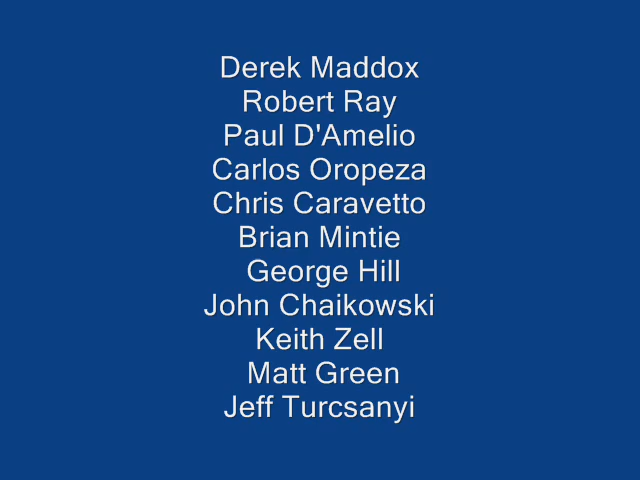 Derek Maddox
Robert Ray
Paul D'Amelio
Carlos Oropeza
Chris Caravetto
Brian Mintie
George Hill
John Chaikowski
Keith Zell
Matt Green
Jeff Turcsanyi